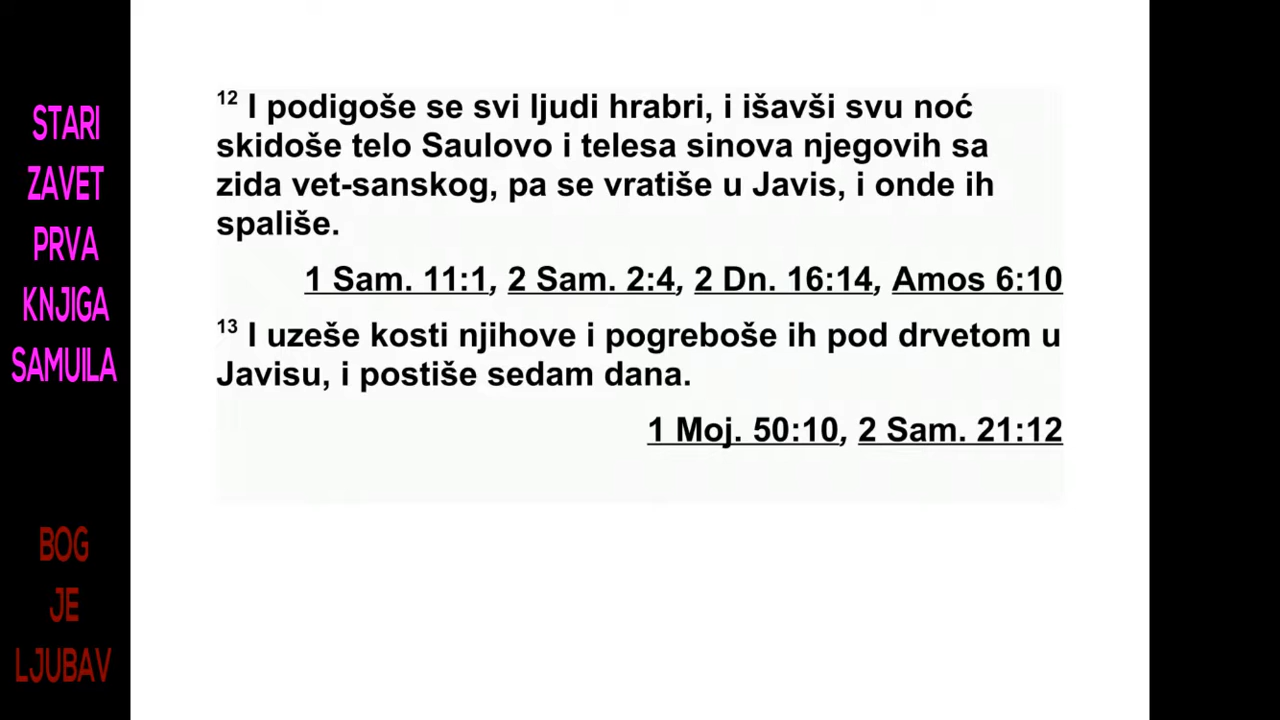 STARI
ZAVET
PRVA
KNJIGA
SAMUILA
BOG
JE
LJUBAV
12 I podigoše se svi ljudi hrabri, i išavši svu noć
skidoše telo Saulovo i telesa sinova njegovih sa
zida vet-sanskog, pa se vratiše u Javis, i onde ih
spališe.
1 Sam. 11:1, 2 Sam. 2:4, 2 Dn. 16:14, Amos 6:10
13 I uzeše kosti njihove i pogreboše ih pod drvetom u
Javisu, i postiše sedam dana.
1 Moj. 50:10, 2 Sam. 21:12